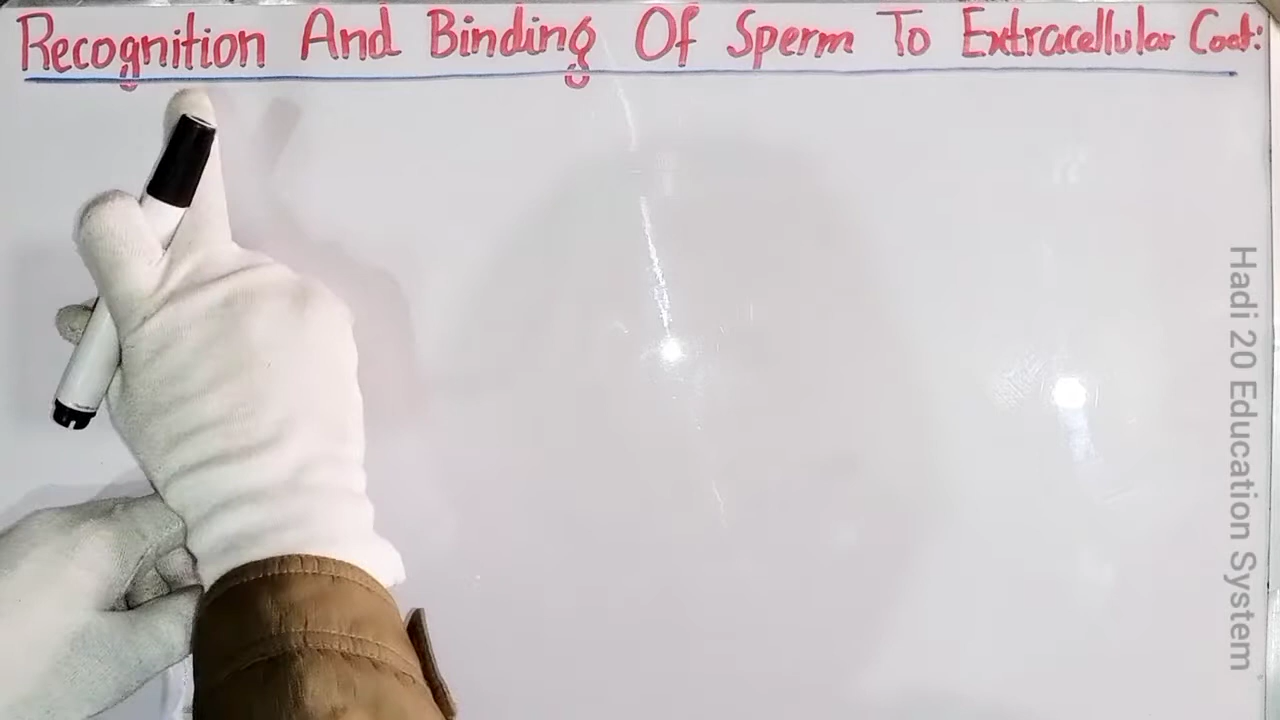 Recognition And Binding Of Sperm To Extracellular Coat:
Hadi 20 Education System